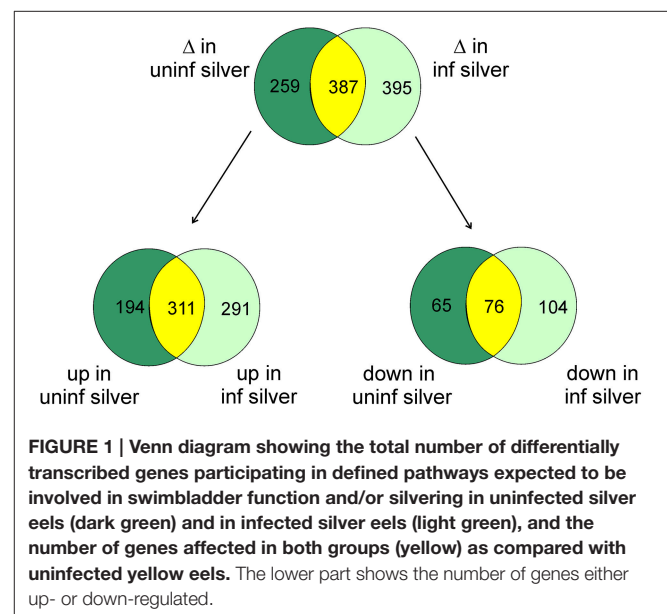 Δ in
uninf silver
Δ in
inf silver
259
387
395
194
311
291
65
76
104
up in
uninf silver
up in
inf silver
down in
uninf silver
down in
inf silver
FIGURE 1 | Venn diagram showing the total number of differentially
transcribed genes participating in defined pathways expected to be
involved in swimbladder function and/or silvering in uninfected silver
eels (dark green) and in infected silver eels (light green), and the
number of genes affected in both groups (yellow) as compared with
uninfected yellow eels. The lower part shows the number of genes either
up- or down-regulated.